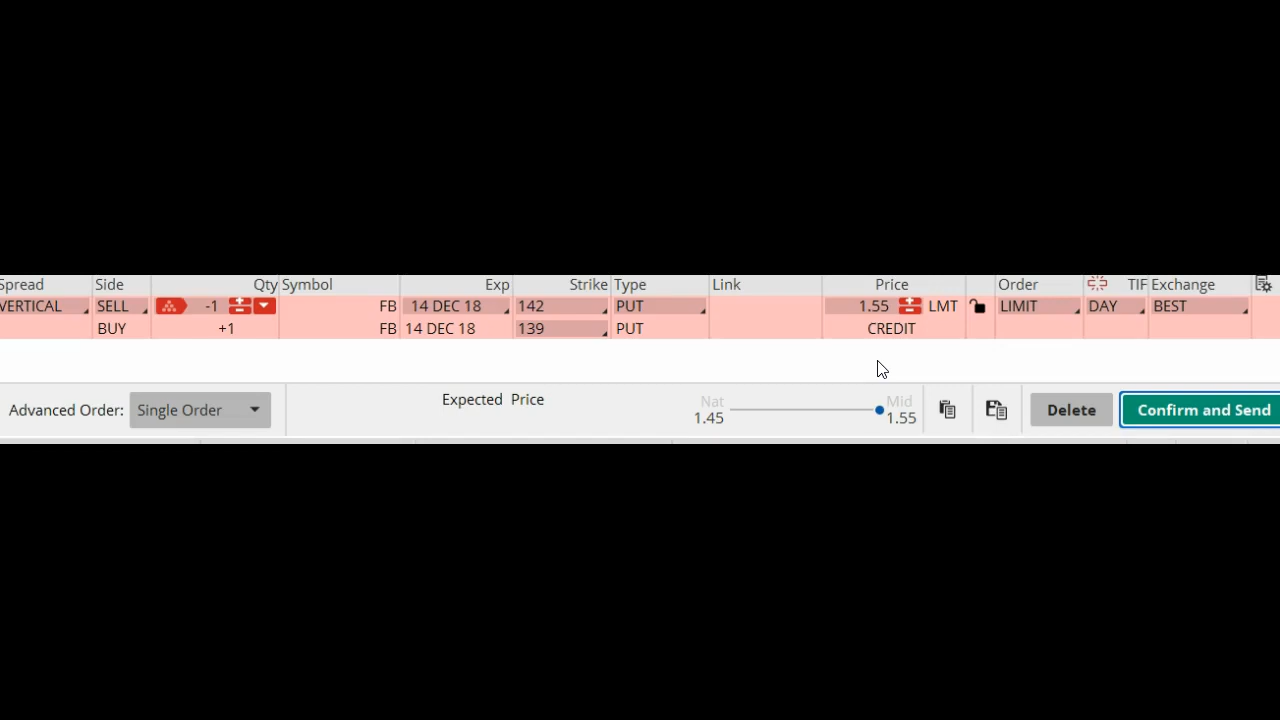 Spread Side Qty Symbol Exp Strike Type Link Price Order TIF Exchange
VERTICAL SELL -1 FB 14 DEC 18 142 PUT 1.55 LMT LIMIT DAY BEST
BUY +1 FB 14 DEC 18 139 PUT CREDIT
Advanced Order: Single Order Expected Price Nat 1.45 Mid 1.55 Delete Confirm and Send